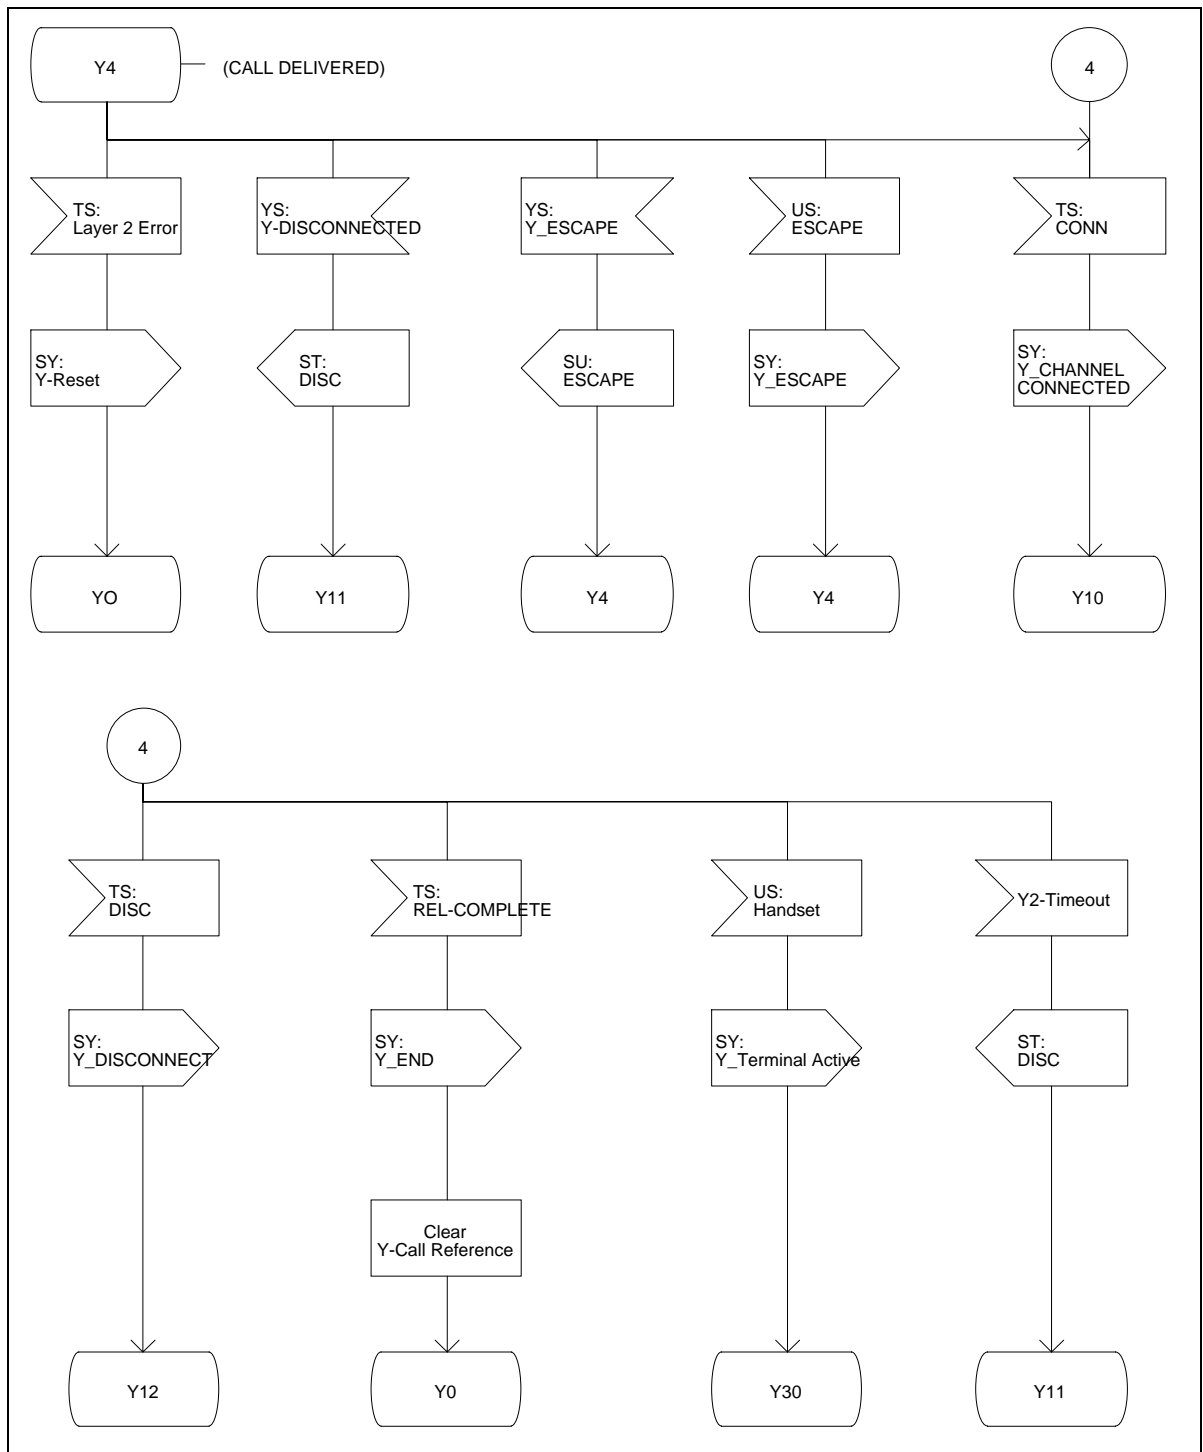 Y4
(CALL DELIVERED)
4
TS:
Layer 2 Error
YS:
Y-DISCONNECTED
YS:
Y_ESCAPE
US:
ESCAPE
TS:
CONN
SY:
Y-Reset
ST:
DISC
SU:
ESCAPE
SY:
Y_ESCAPE
SY:
Y_CHANNEL
CONNECTED
YO
Y11
Y4
Y4
Y10
4
TS:
DISC
TS:
REL-COMPLETE
US:
Handset
Y2-Timeout
SY:
Y_DISCONNECT
SY:
Y_END
SY:
Y_Terminal Active
ST:
DISC
Clear
Y-Call Reference
Y12
Y0
Y30
Y11